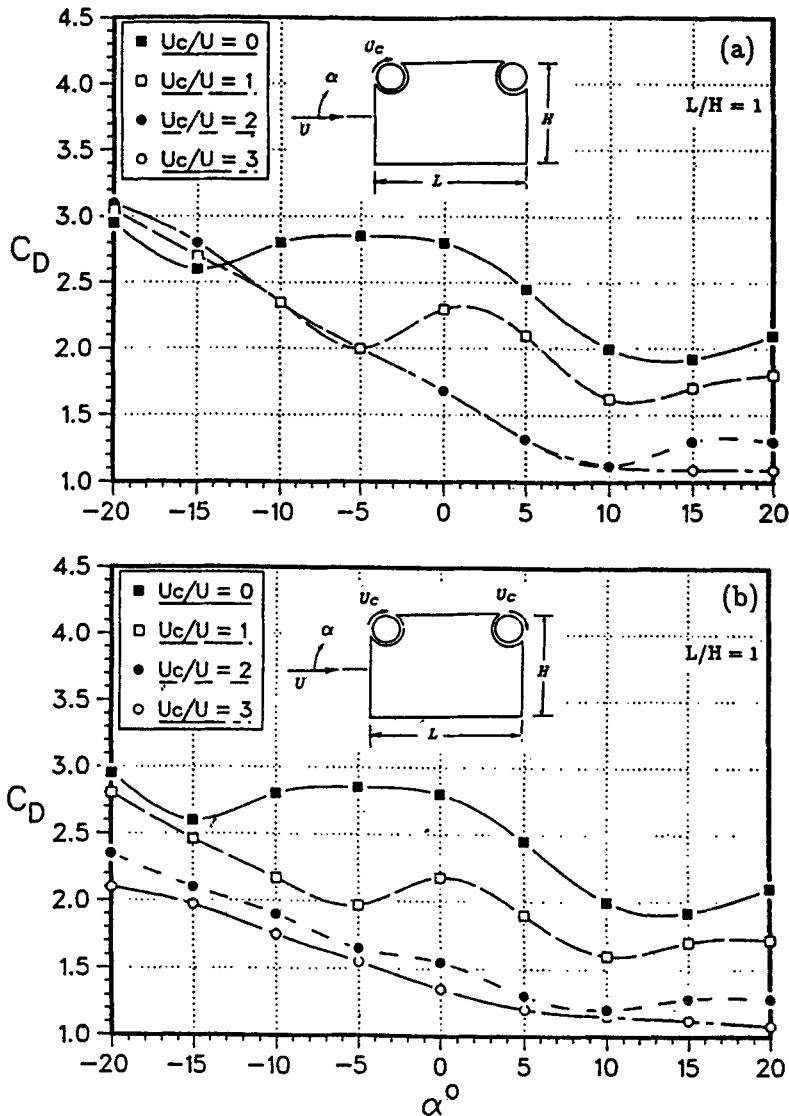 4.5
4.0
3.5
3.0
2.5
2.0
1.5
1.0
C_D
Uc/U = 0
Uc/U = 1
Uc/U = 2
Uc/U = 3
(a)
L/H = 1
Uc
α
U
H
L
-20 -15 -10 -5 0 5 10 15 20
4.5
4.0
3.5
3.0
2.5
2.0
1.5
1.0
C_D
Uc/U = 0
Uc/U = 1
Uc/U = 2
Uc/U = 3
(b)
L/H = 1
Uc Uc
α
U
H
L
-20 -15 -10 -5 0 5 10 15 20
α°